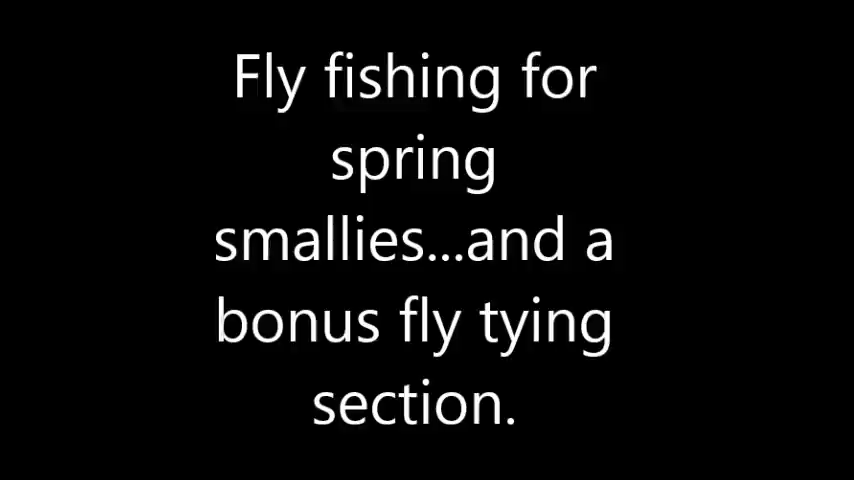 Fly fishing for
spring
smallies...and a
bonus fly tying
section.